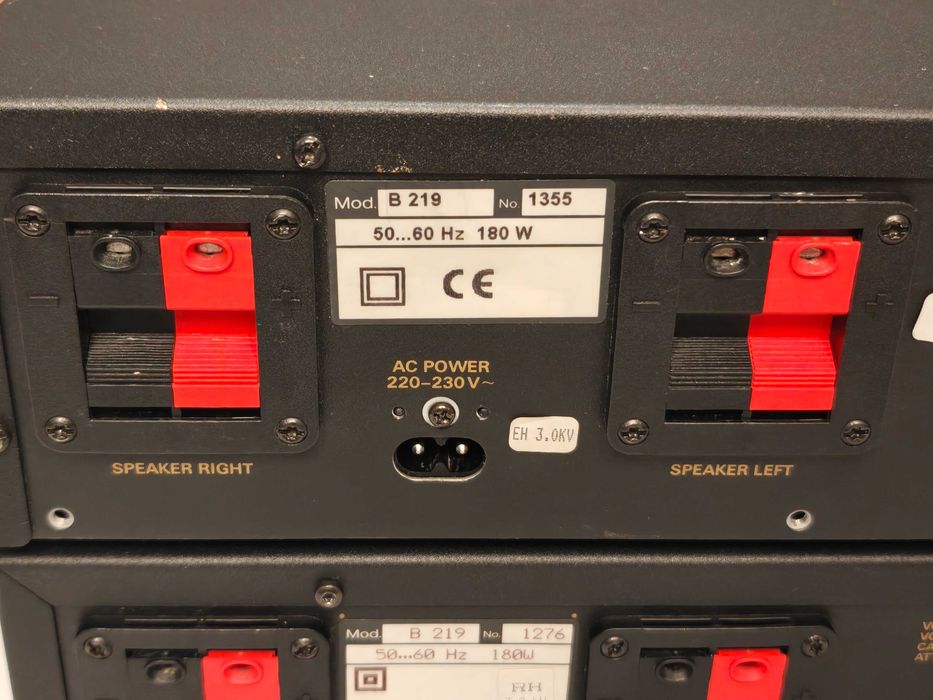 Mod. B 219 No. 1355
50...60 Hz 180 W
CE
- + - +
AC POWER
220-230V~
EH 3.0KV
SPEAKER RIGHT SPEAKER LEFT
Mod. B 219 No. 1276
50...60 Hz 180W
RH